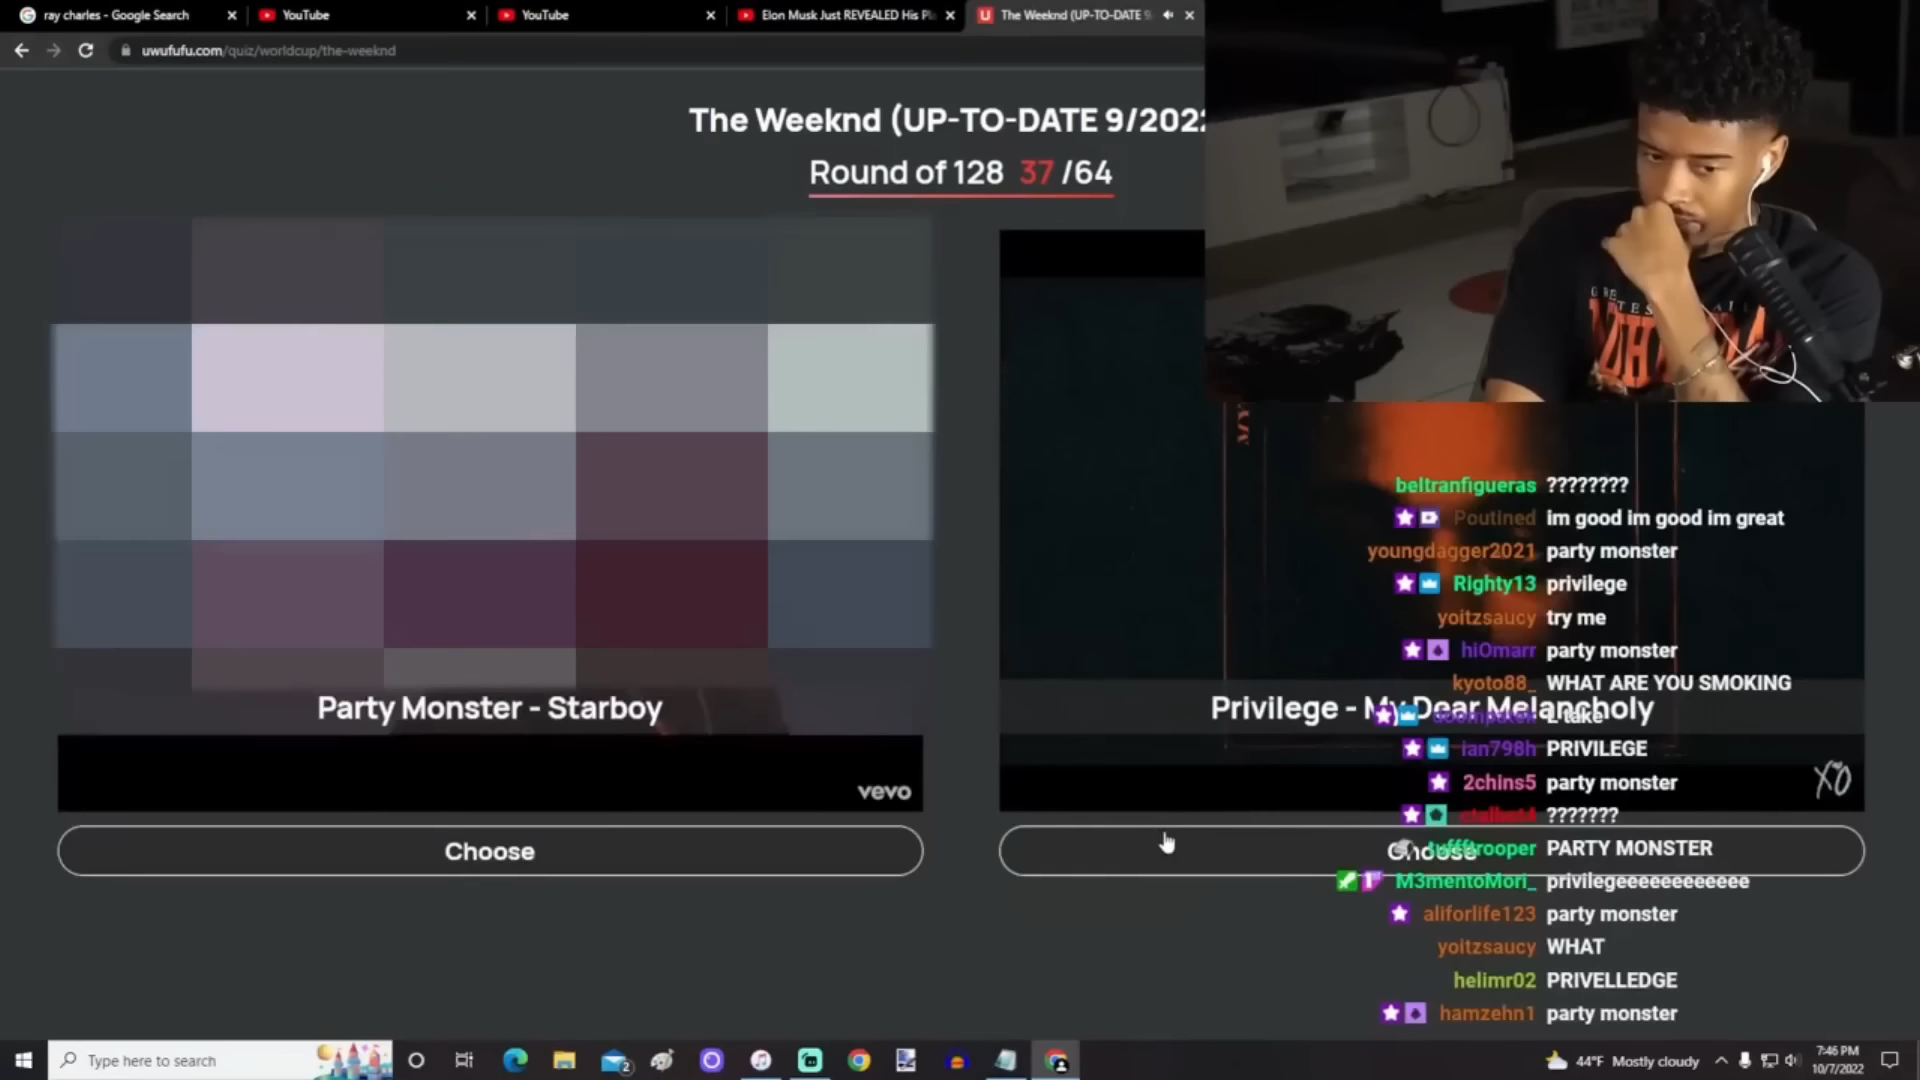 ray charles - Google Search
YouTube
YouTube
Elon Musk Just REVEALED His Pl
The Weeknd (UP-TO-DATE 9
uwufufu.com/quiz/worldcup/the-weeknd
The Weeknd (UP-TO-DATE 9/2022
Round of 128 37 /64
Party Monster - Starboy
vevo
Choose
Privilege - My Dear Melancholy
XO
Choose
beltranfigueras ????????
Poutined im good im good im great
youngdagger2021 party monster
Righty13 privilege
yoitzsaucy try me
hiOmarr party monster
kyoto88_ WHAT ARE YOU SMOKING
L take
ian798h PRIVILEGE
2chins5 party monster
???????
PARTY MONSTER
M3mentoMori_ privilegeeeeeeeeeeee
aliforlife123 party monster
yoitzsaucy WHAT
helimr02 PRIVELLEDGE
hamzehn1 party monster
Type here to search
2
44°F Mostly cloudy
7:46 PM
10/7/2022